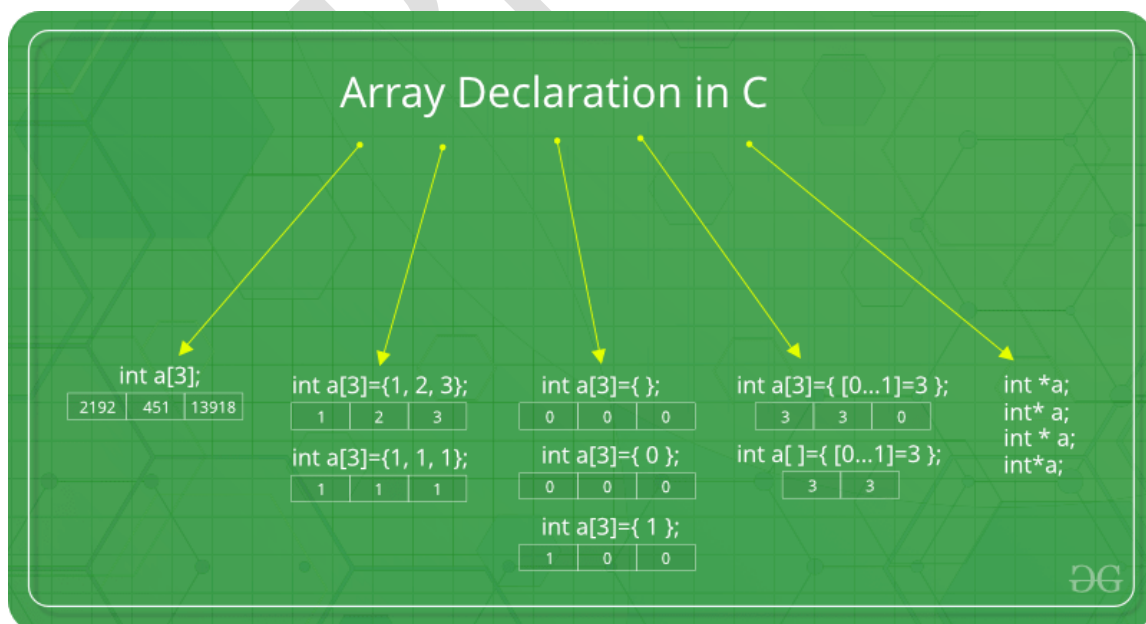 Array Declaration in C
int a[3];
2192 451 13918
int a[3]={1, 2, 3};
1 2 3
int a[3]={1, 1, 1};
1 1 1
int a[3]={ };
0 0 0
int a[3]={ 0 };
0 0 0
int a[3]={ 1 };
1 0 0
int a[3]={ [0...1]=3 };
3 3 0
int a[ ]={ [0...1]=3 };
3 3
int *a;
int* a;
int * a;
int*a;